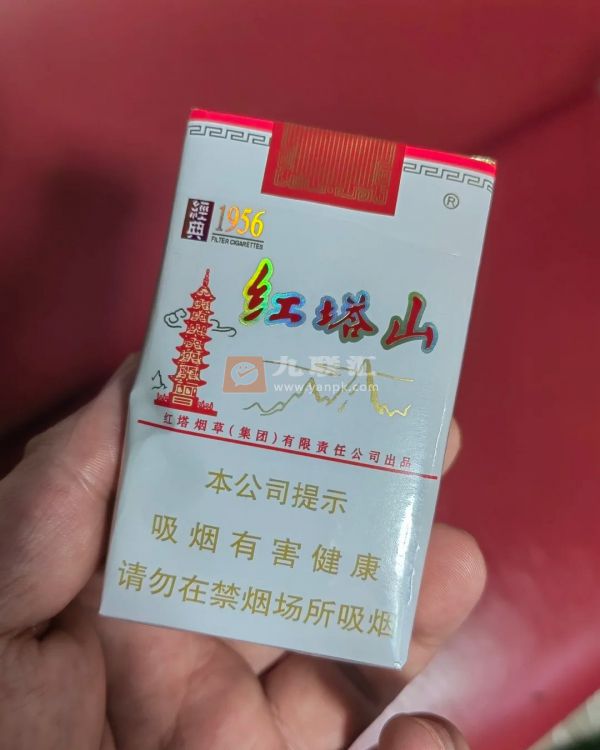 經典
1956
FILTER CIGARETTES
®
红塔山
九联汇
www.yanpk.com
红塔烟草(集团)有限责任公司出品
本公司提示
吸烟有害健康
请勿在禁烟场所吸烟